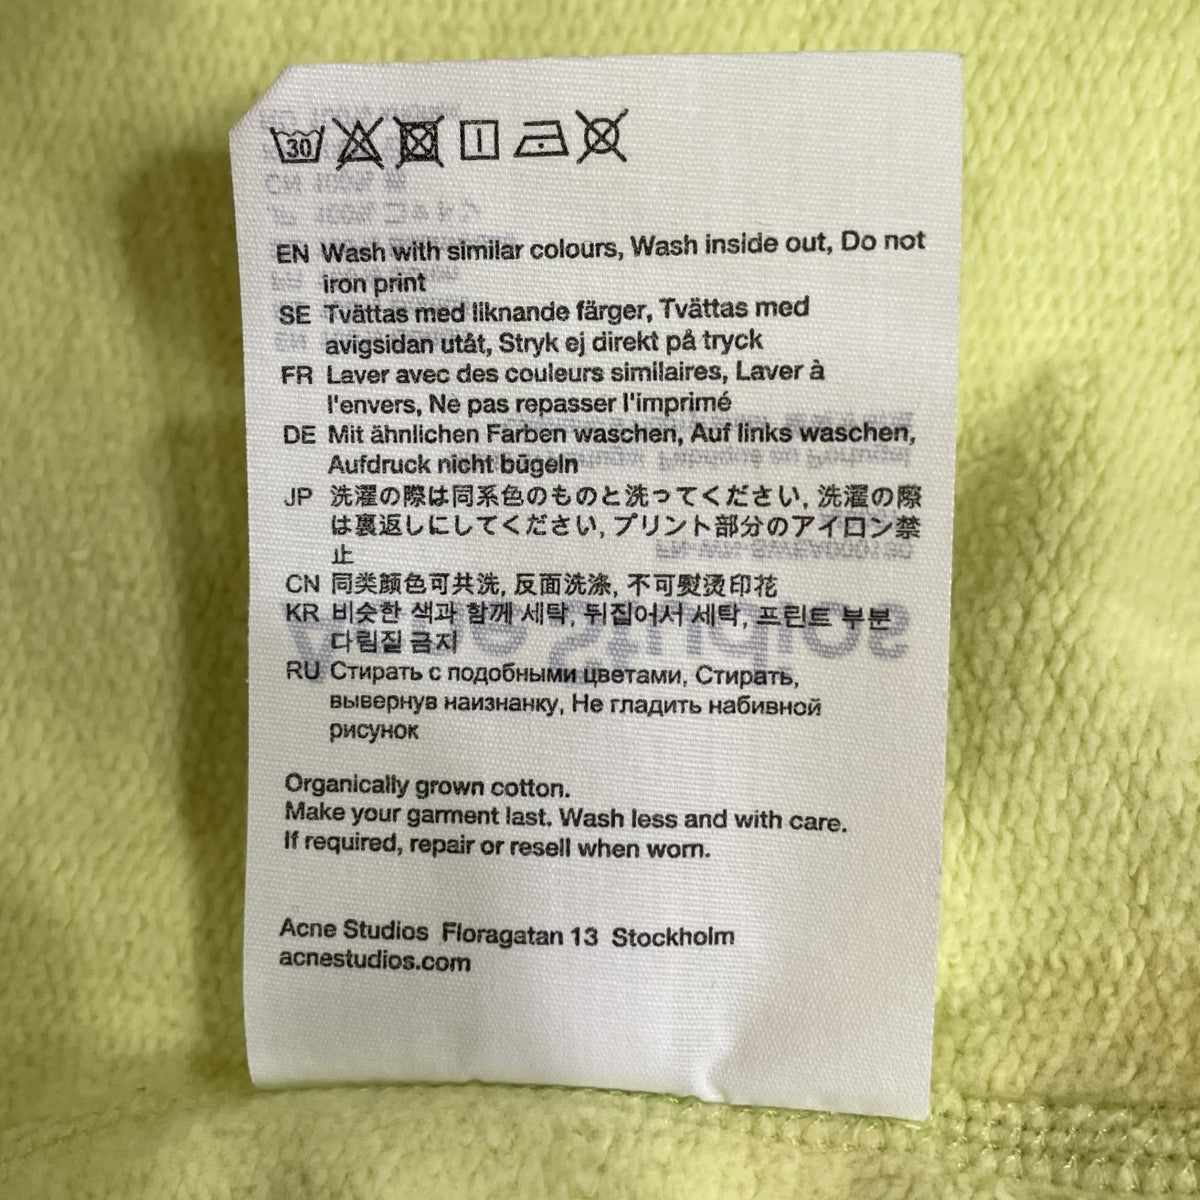 30
EN Wash with similar colours, Wash inside out, Do not
iron print
SE Tvättas med liknande färger, Tvättas med
avigsidan utåt, Stryk ej direkt på tryck
FR Laver avec des couleurs similaires, Laver à
l'envers, Ne pas repasser l'imprimé
DE Mit ähnlichen Farben waschen, Auf links waschen,
Aufdruck nicht bügeln
JP 洗濯の際は同系色のものと洗ってください, 洗濯の際
は裏返しにしてください, プリント部分のアイロン禁
止
CN 同类颜色可共洗, 反面洗涤, 不可熨烫印花
KR 비슷한 색과 함께 세탁, 뒤집어서 세탁, 프린트 부분
다림질 금지
RU Стирать с подобными цветами, Стирать,
вывернув наизнанку, Не гладить набивной
рисунок
Organically grown cotton.
Make your garment last. Wash less and with care.
If required, repair or resell when worn.
Acne Studios Floragatan 13 Stockholm
acnestudios.com